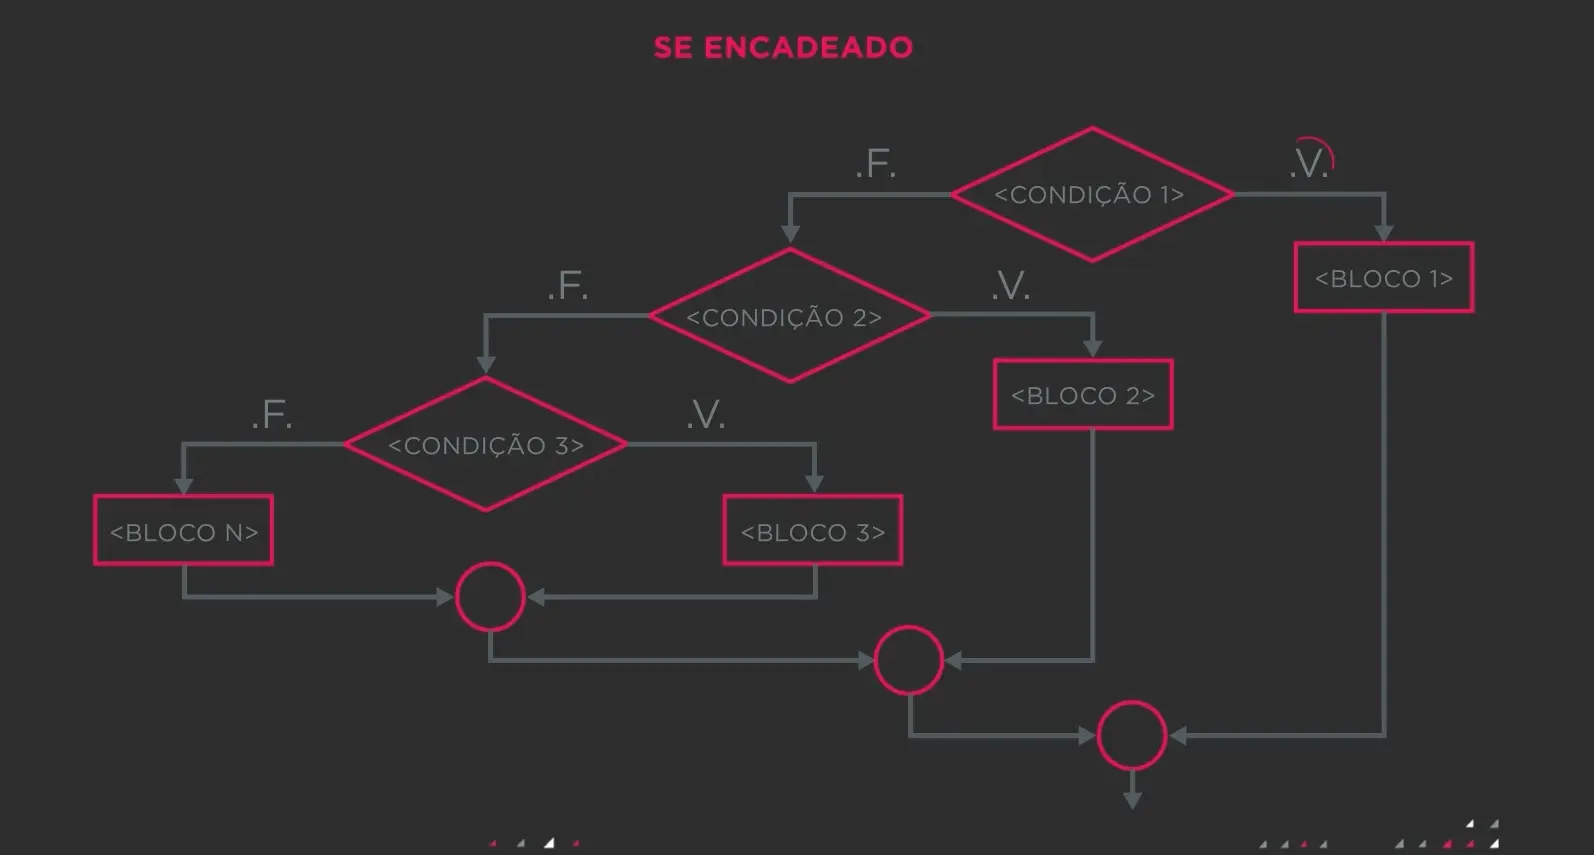 SE ENCADEADO
.F.
<CONDIÇÃO 1>
.V.
<BLOCO 1>
.F.
<CONDIÇÃO 2>
.V.
<BLOCO 2>
.F.
<CONDIÇÃO 3>
.V.
<BLOCO N>
<BLOCO 3>